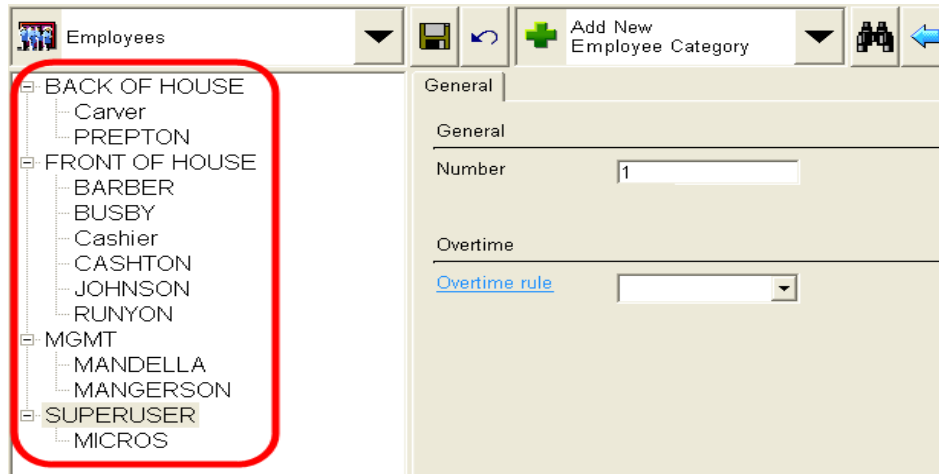 Employees
Add New
Employee Category
BACK OF HOUSE
Carver
PREPTON
FRONT OF HOUSE
BARBER
BUSBY
Cashier
CASHTON
JOHNSON
RUNYON
MGMT
MANDELLA
MANGERSON
SUPERUSER
MICROS
General
General
Number
1
Overtime
Overtime rule